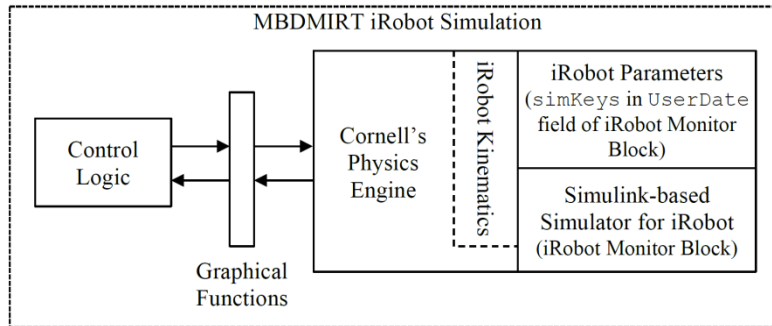 MBDMIRT iRobot Simulation
Control
Logic
Graphical
Functions
Cornell's
Physics
Engine
iRobot Kinematics
iRobot Parameters
(simKeys in UserDate
field of iRobot Monitor
Block)
Simulink-based
Simulator for iRobot
(iRobot Monitor Block)